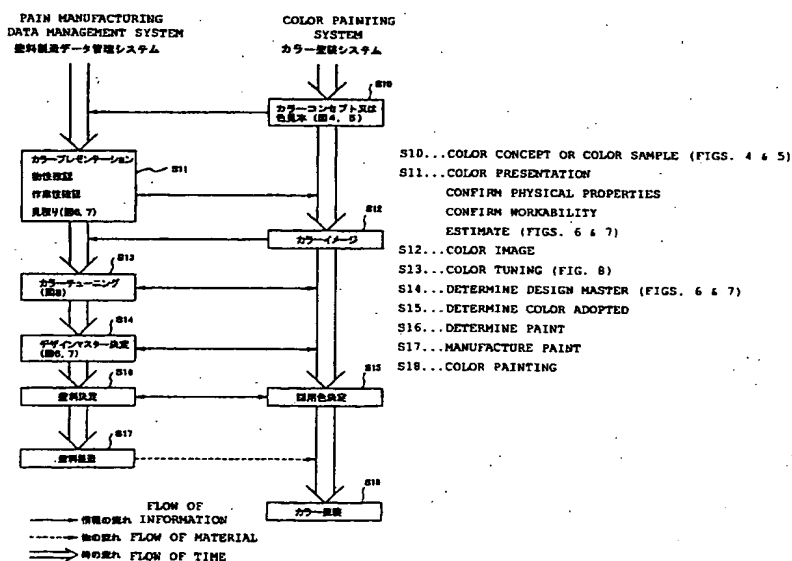 PAIN MANUFACTURING
DATA MANAGEMENT
SYSTEM
塗料製造データ管理システム
COLOR PAINTING
SYSTEM
カラー塗装システム
S10
カラーコンセプト又は
色見本 (図4, 5)
カラープレゼンテーション
物性確認
作業性確認
見積り(図6, 7)
S11
S12
カラーイメージ
S13
カラーチューニング
(図8)
S14
デザインマスター決定
(図6, 7)
S16
塗料決定
S15
採用色決定
S17
塗料製造
S18
カラー塗装
S10...COLOR CONCEPT OR COLOR SAMPLE (FIGS. 4 & 5)
S11...COLOR PRESENTATION
CONFIRM PHYSICAL PROPERTIES
CONFIRM WORKABILITY
ESTIMATE (FIGS. 6 & 7)
S12...COLOR IMAGE
S13...COLOR TUNING (FIG. 8)
S14...DETERMINE DESIGN MASTER (FIGS. 6 & 7)
S15...DETERMINE COLOR ADOPTED
S16...DETERMINE PAINT
S17...MANUFACTURE PAINT
S18...COLOR PAINTING
情報の流れ FLOW OF INFORMATION
物の流れ FLOW OF MATERIAL
時の流れ FLOW OF TIME